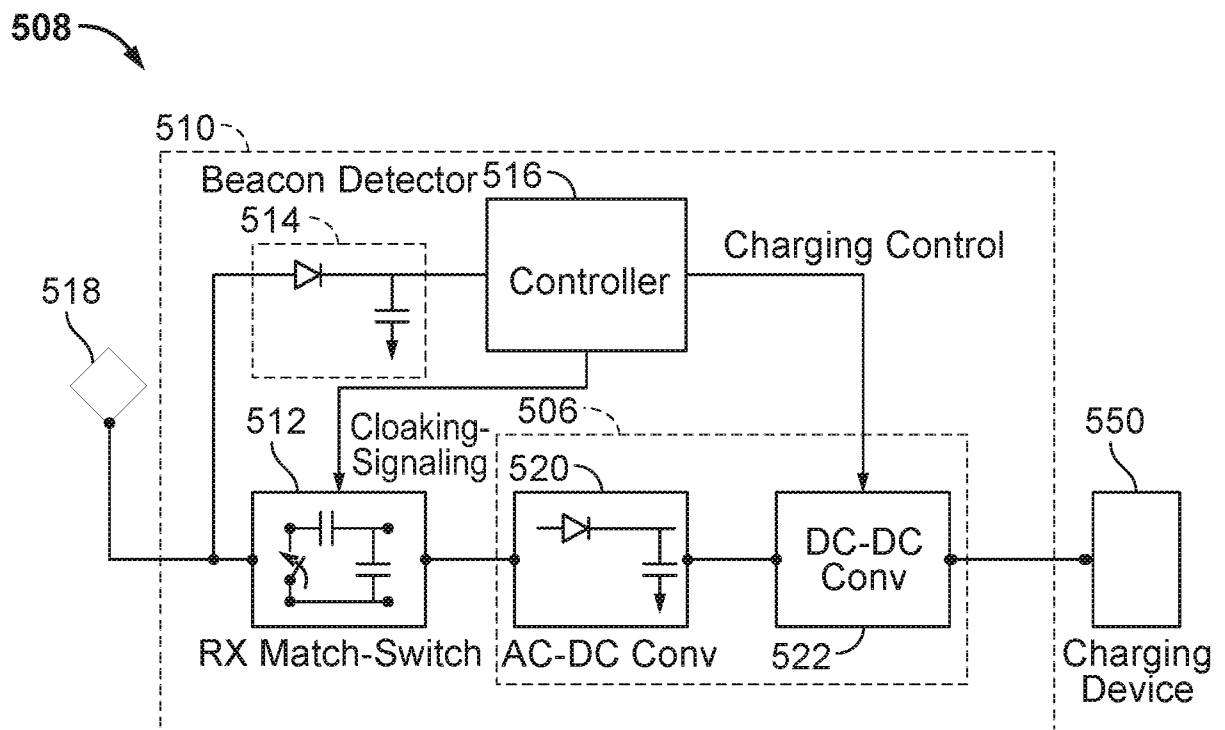 508
510
Beacon Detector
516
514
Controller
Charging Control
518
512
Cloaking-
Signaling
506
520
550
DC-DC
Conv
RX Match-Switch
AC-DC Conv
522
Charging
Device